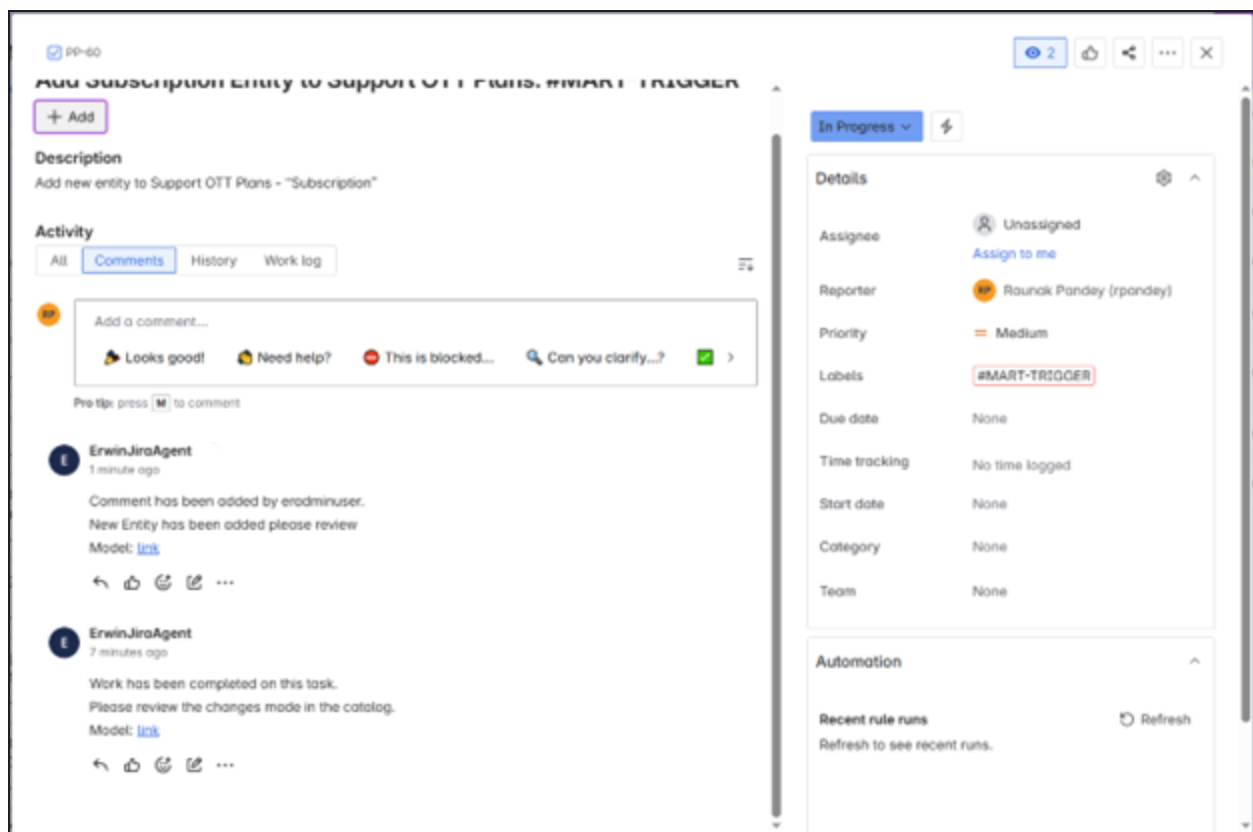 PP-60
2
Add Subscription Entity to Support OTT Plans. #MART-TRIGGER
+ Add
Description
Add new entity to Support OTT Plans - "Subscription"
Activity
All
Comments
History
Work log
RP
Add a comment...
Looks good!
Need help?
This is blocked...
Can you clarify...?
Pro tip: press M to comment
E
ErwinJiraAgent
1 minute ago
Comment has been added by eradminuser.
New Entity has been added please review
Model: link
E
ErwinJiraAgent
7 minutes ago
Work has been completed on this task.
Please review the changes made in the catalog.
Model: link
In Progress
Details
Assignee
Unassigned
Assign to me
Reporter
RP
Raunak Pandey (rpandey)
Priority
Medium
Labels
#MART-TRIGGER
Due date
None
Time tracking
No time logged
Start date
None
Category
None
Team
None
Automation
Recent rule runs
Refresh
Refresh to see recent runs.